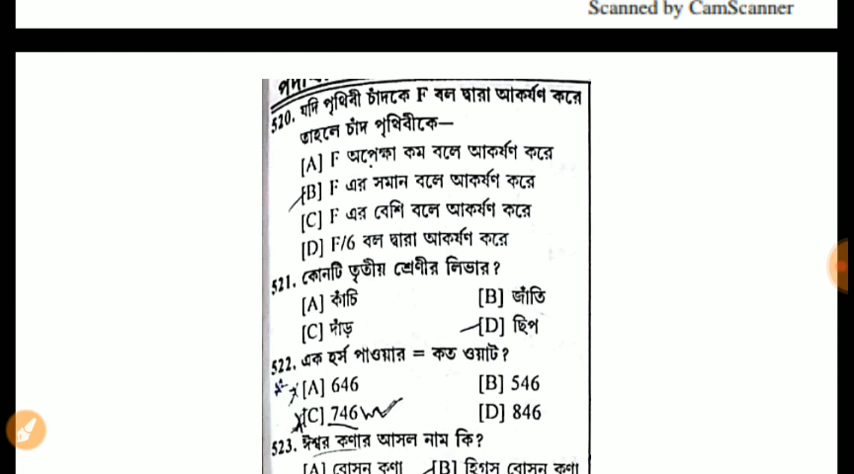 Scanned by CamScanner
520. যদি পৃথিবী চাঁদকে F বল দ্বারা আকর্ষণ করে
তাহলে চাঁদ পৃথিবীকে—
[A] F অপেক্ষা কম বলে আকর্ষণ করে
[B] F এর সমান বলে আকর্ষণ করে
[C] F এর বেশি বলে আকর্ষণ করে
[D] F/6 বল দ্বারা আকর্ষণ করে
521. কোনটি তৃতীয় শ্রেণীর লিভার?
[A] কাঁচি [B] জাঁতি
[C] দাঁড় [D] ছিপ
522. এক হর্স পাওয়ার = কত ওয়াট?
[A] 646 [B] 546
[C] 746 [D] 846
523. ঈশ্বর কণার আসল নাম কি?
[A] বোসন কণা [B] হিগস বোসন কণা